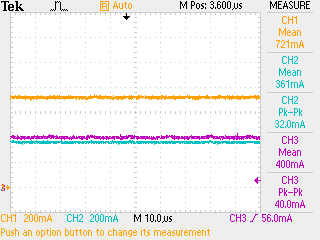 Tek R Auto M Pos: 3.600µs MEASURE
CH1
Mean
721mA
CH2
Mean
361mA
CH2
Pk-Pk
32.0mA
CH3
Mean
400mA
CH3
Pk-Pk
40.0mA
3
CH1 200mA CH2 200mA M 10.0µs CH3 56.0mA
Push an option button to change its measurement